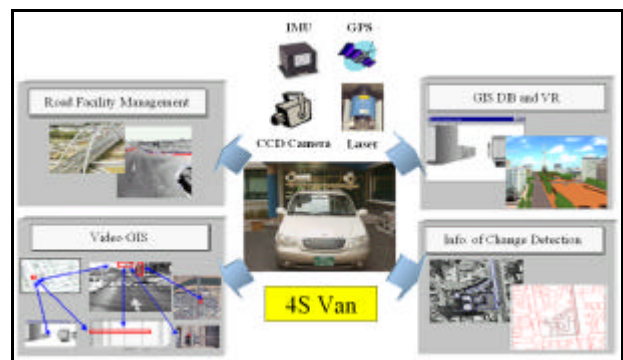 IMU GPS
Road Facility Management
GIS DB and VR
CCD Camera Laser
Video GIS
Info. of Change Detection
4S Van